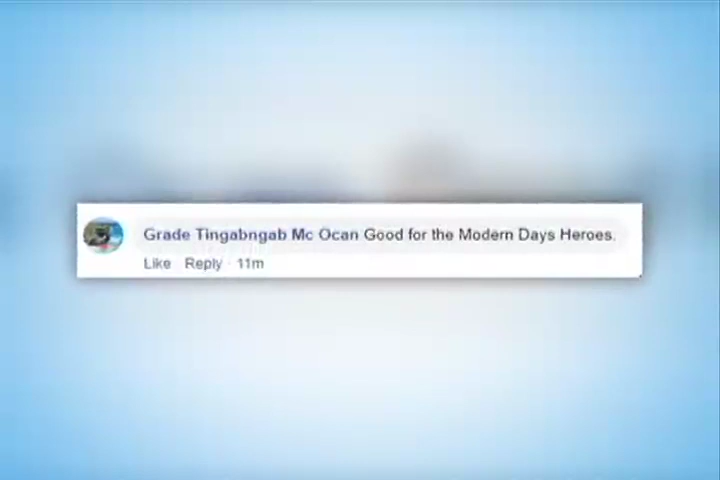 Grade Tingabngab Mc Ocan Good for the Modern Days Heroes.
Like Reply · 11m